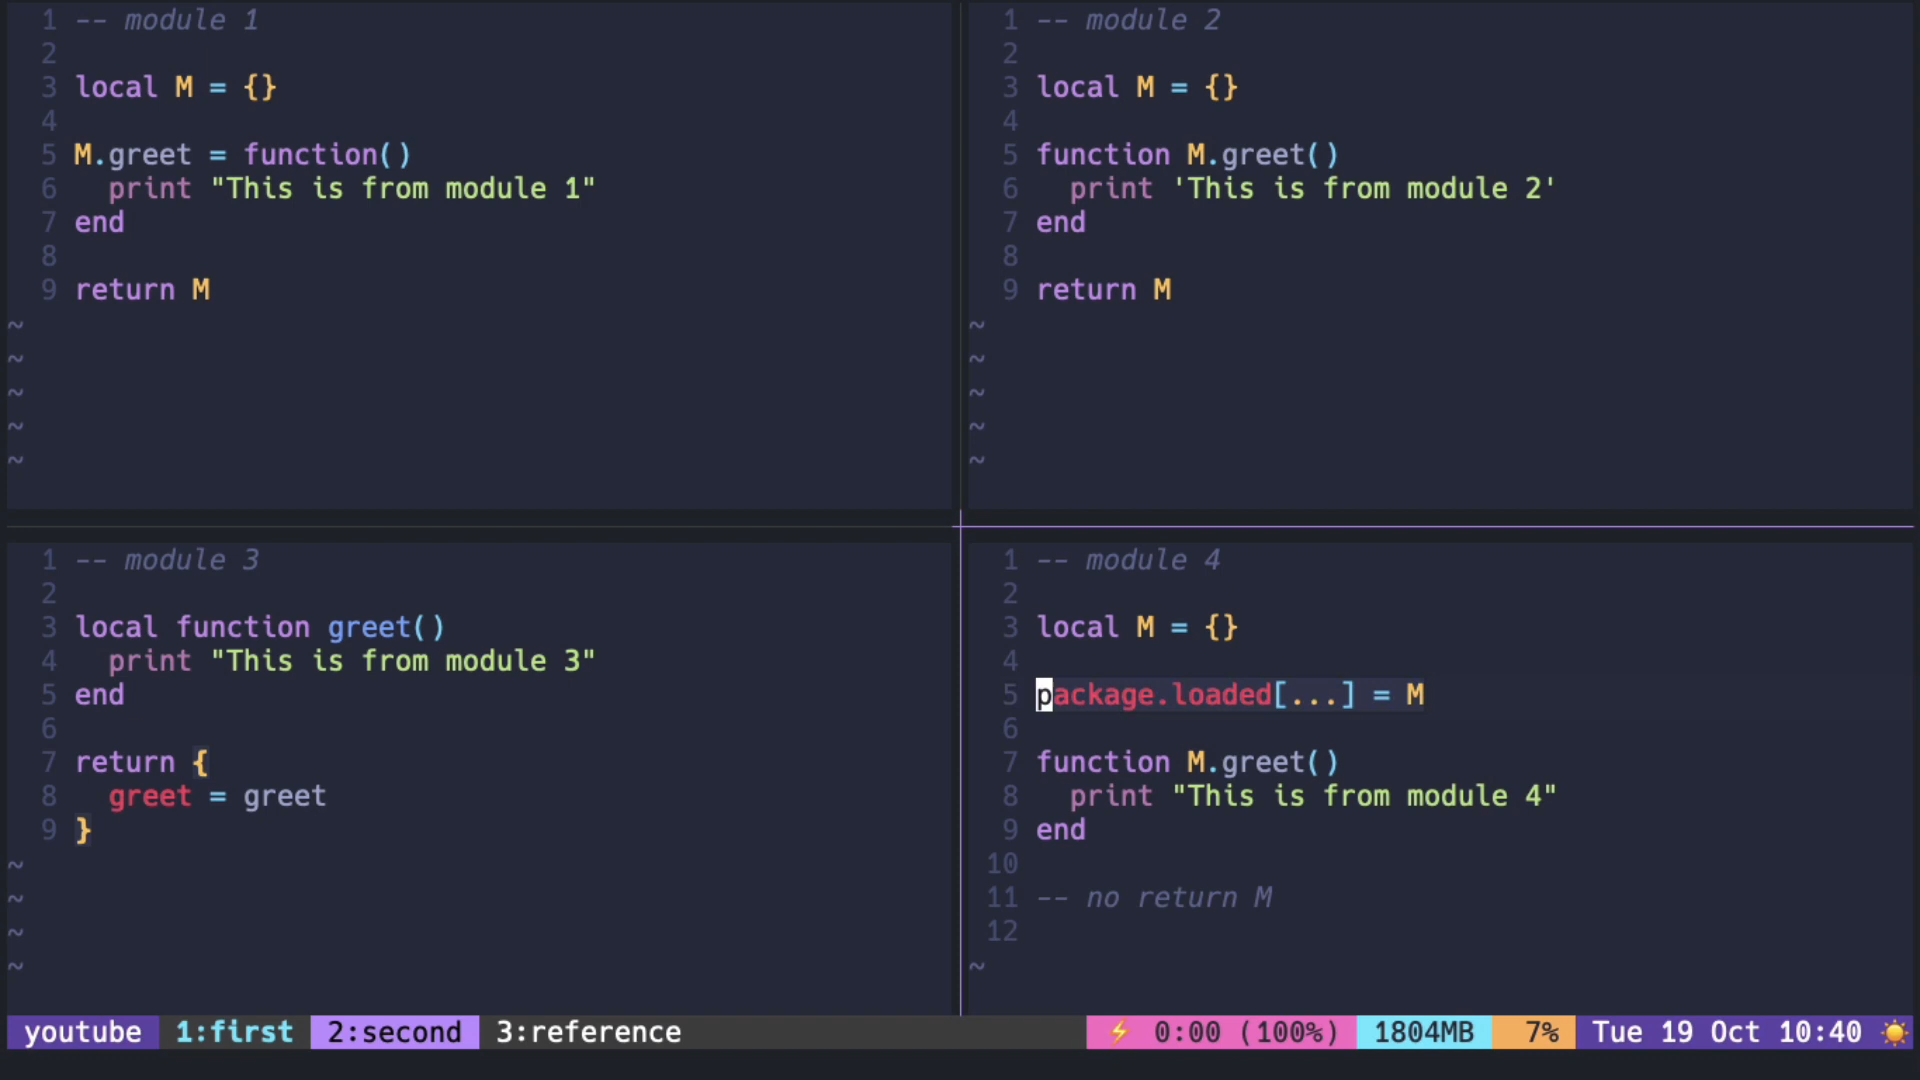 1 -- module 1
2
3 local M = {}
4
5 M.greet = function()
6   print "This is from module 1"
7 end
8
9 return M
~
~
~
~
~
1 -- module 2
2
3 local M = {}
4
5 function M.greet()
6   print 'This is from module 2'
7 end
8
9 return M
~
~
~
~
~
1 -- module 3
2
3 local function greet()
4   print "This is from module 3"
5 end
6
7 return {
8   greet = greet
9 }
~
~
~
~
1 -- module 4
2
3 local M = {}
4
5 package.loaded[...] = M
6
7 function M.greet()
8   print "This is from module 4"
9 end
10
11 -- no return M
12
~
youtube 1:first 2:second 3:reference ⚡ 0:00 (100%) 1804MB 7% Tue 19 Oct 10:40 ☀